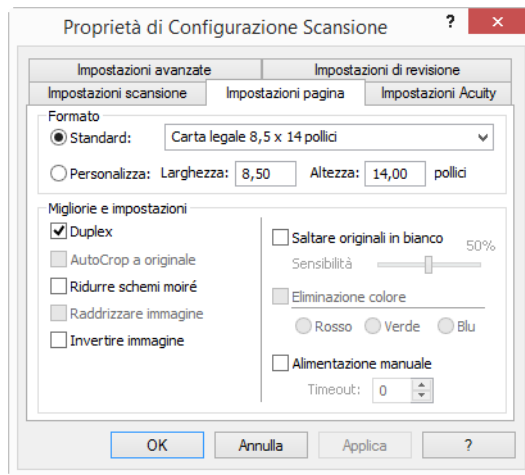 Proprietà di Configurazione Scansione ? ×
Impostazioni avanzate Impostazioni di revisione
Impostazioni scansione Impostazioni pagina Impostazioni Acuity
Formato
Standard: Carta legale 8,5 x 14 pollici
Personalizza: Larghezza: 8,50 Altezza: 14,00 pollici
Migliorie e impostazioni
Duplex
AutoCrop a originale
Ridurre schemi moiré
Raddrizzare immagine
Invertire immagine
Saltare originali in bianco 50%
Sensibilità
Eliminazione colore
Rosso Verde Blu
Alimentazione manuale
Timeout: 0
OK Annulla Applica ?